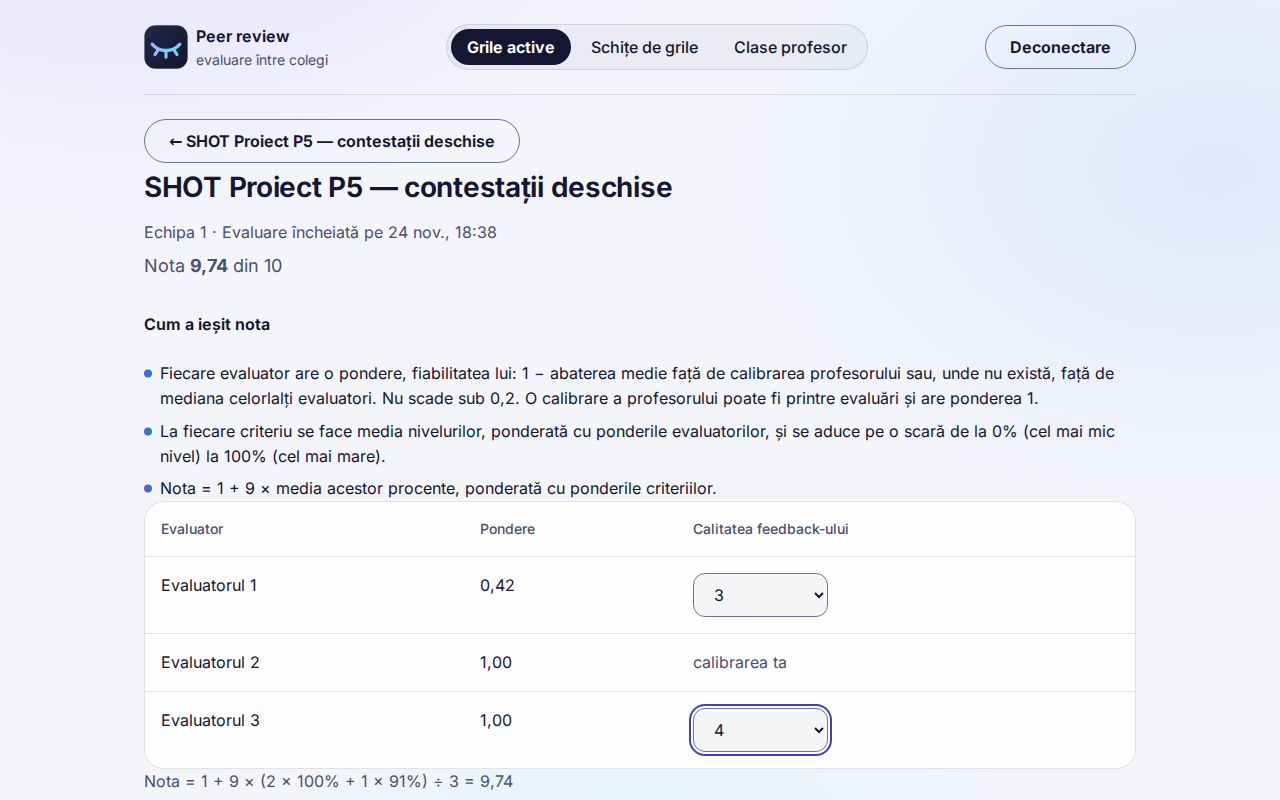 Peer review
evaluare între colegi
Grile active
Schițe de grile
Clase profesor
Deconectare
← SHOT Proiect P5 — contestații deschise
SHOT Proiect P5 — contestații deschise
Echipa 1 · Evaluare încheiată pe 24 nov., 18:38
Nota 9,74 din 10
Cum a ieșit nota
Fiecare evaluator are o pondere, fiabilitatea lui: 1 − abaterea medie față de calibrarea profesorului sau, unde nu există, față de
mediana celorlalți evaluatori. Nu scade sub 0,2. O calibrare a profesorului poate fi printre evaluări și are ponderea 1.
La fiecare criteriu se face media nivelurilor, ponderată cu ponderile evaluatorilor, și se aduce pe o scară de la 0% (cel mai mic
nivel) la 100% (cel mai mare).
Nota = 1 + 9 × media acestor procente, ponderată cu ponderile criteriilor.
Evaluator Pondere Calitatea feedback-ului
Evaluatorul 1 0,42 3
Evaluatorul 2 1,00 calibrarea ta
Evaluatorul 3 1,00 4
Nota = 1 + 9 × (2 × 100% + 1 × 91%) ÷ 3 = 9,74